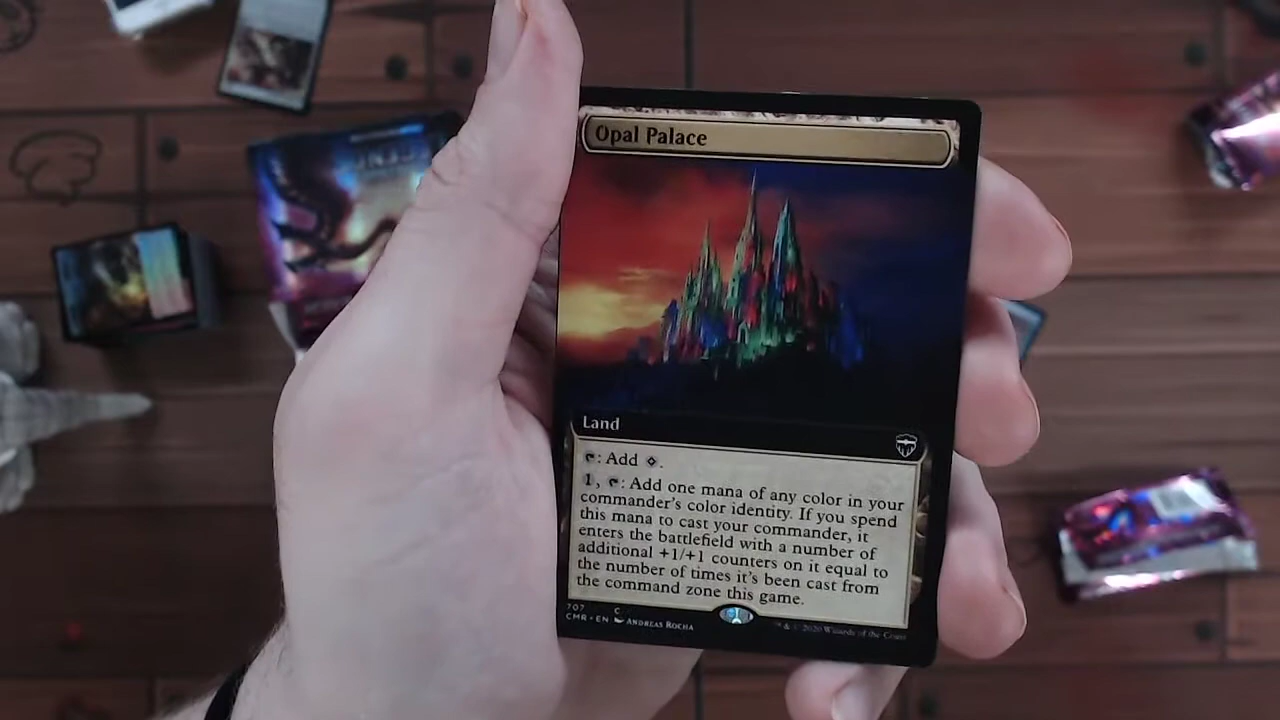 Opal Palace
Land
: Add .
1, : Add one mana of any color in your
commander's color identity. If you spend
this mana to cast your commander, it
enters the battlefield with a number of
additional +1/+1 counters on it equal to
the number of times it's been cast from
the command zone this game.
707 C
CMR • EN ANDREAS ROCHA
™ & © 2020 Wizards of the Coast